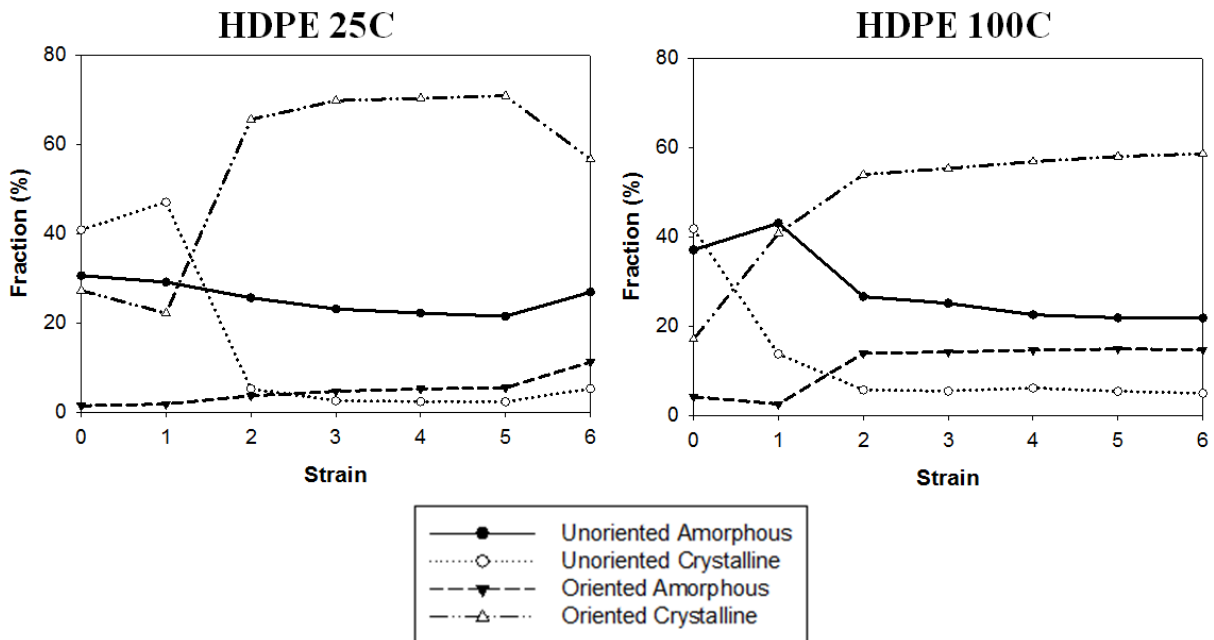 HDPE 25C
80
60
40
20
0
Fraction (%)
0 1 2 3 4 5 6
Strain
HDPE 100C
80
60
40
20
0
Fraction (%)
0 1 2 3 4 5 6
Strain
Unoriented Amorphous
Unoriented Crystalline
Oriented Amorphous
Oriented Crystalline